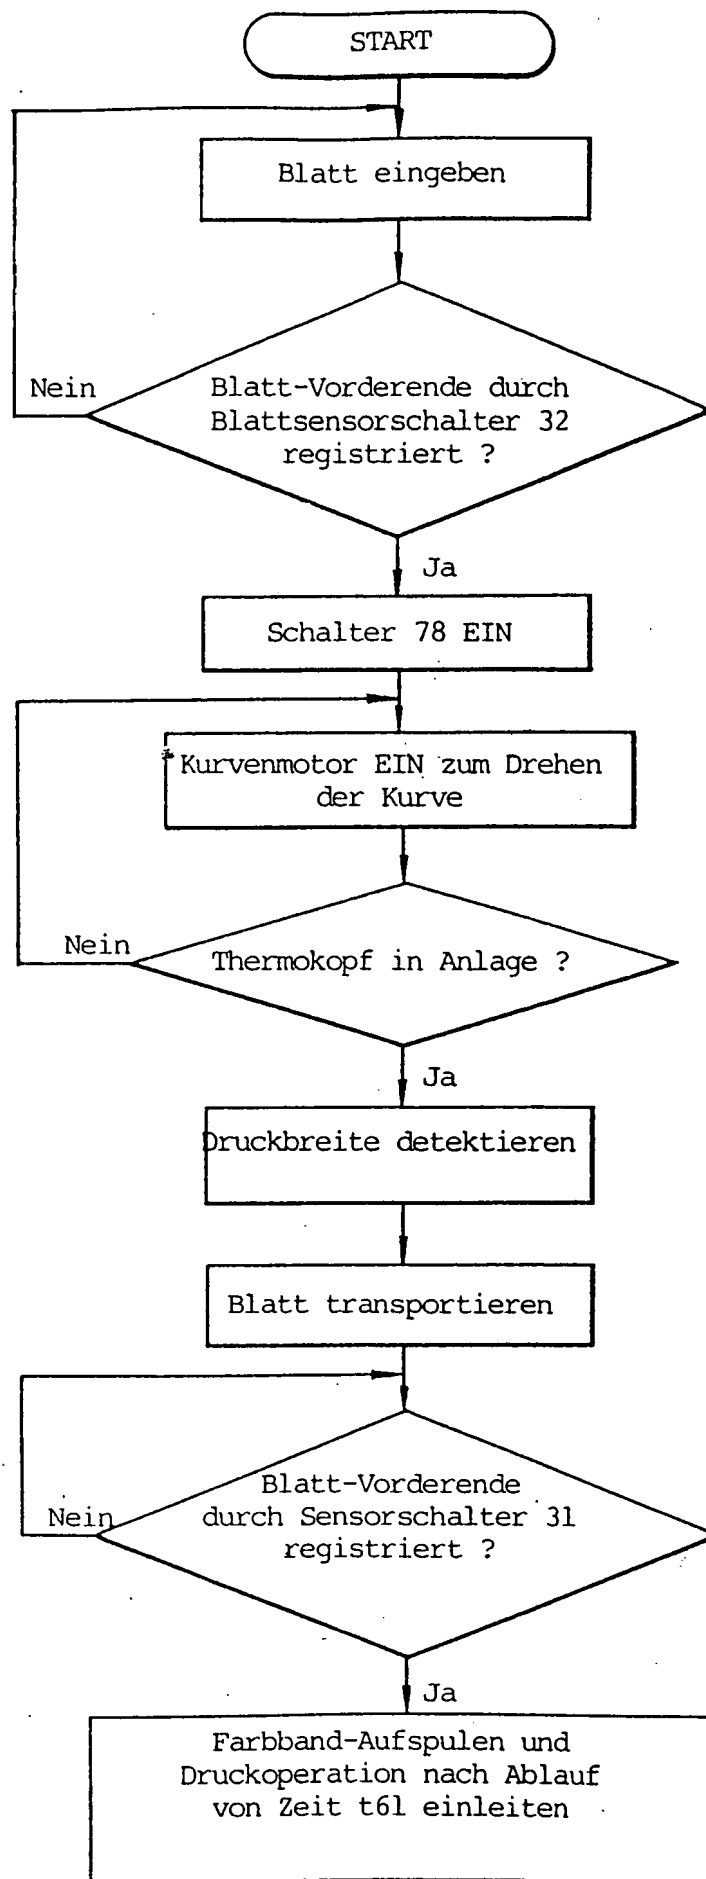 START
Blatt eingeben
Nein
Blatt-Vorderende durch
Blattsensorschalter 32
registriert ?
Ja
Schalter 78 EIN
Kurvenmotor EIN zum Drehen
der Kurve
Nein
Thermokopf in Anlage ?
Ja
Druckbreite detektieren
Blatt transportieren
Blatt-Vorderende
Nein
durch Sensorschalter 31
registriert ?
Ja
Farbband-Aufspulen und
Druckoperation nach Ablauf
von Zeit t61 einleiten